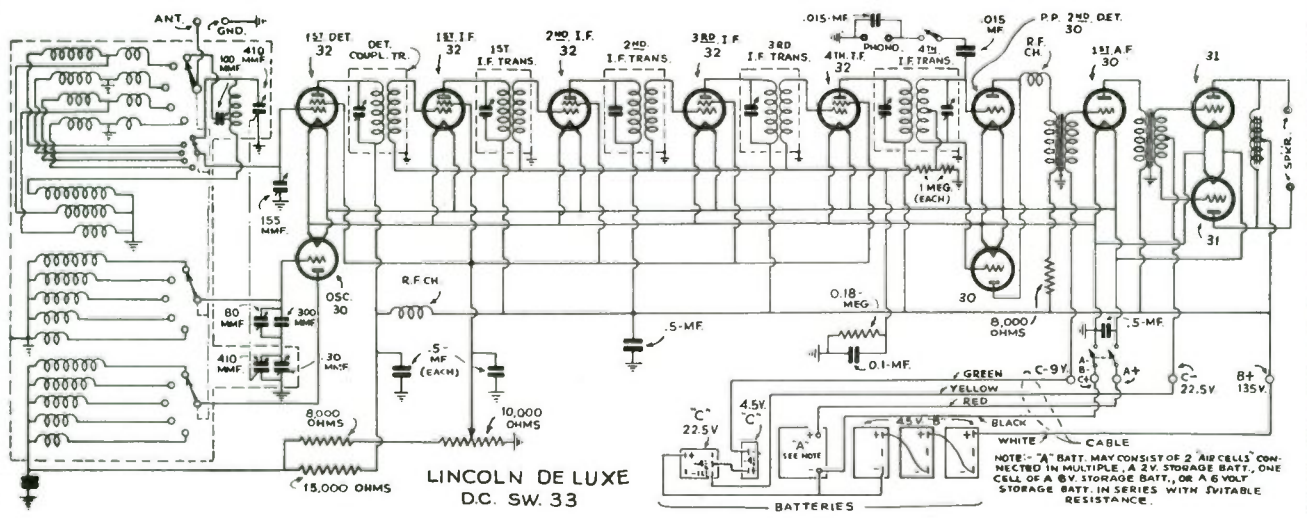 ANT.
GND.
410
MMF.
100
MMF.
1ST DET.
32
DET.
COUPL. TR.
1ST I.F.
32
1ST
I.F. TRANS.
2ND. I.F.
32
2ND.
I.F. TRANS.
3RD I.F.
32
3RD
I.F. TRANS.
4TH. I.F.
32
.015-MF.
PHONO.
4TH.
I.F. TRANS.
.015
MF.
P.P. 2ND. DET.
30
R.F.
CH.
1ST A.F.
30
31
SPKR.
155
MMF.
1 MEG.
(EACH)
31
OSC.
30
R.F. CH.
30
80
MMF.
300
MMF.
410
MMF.
.30
MMF.
.5-
MF
(EACH)
.5-MF.
0.18-
MEG
0.1-MF.
8,000
OHMS
.5-MF.
A-
B-
C+
A+
C-9V.
C-
22.5V.
B+
135V.
GREEN
YELLOW
RED
BLACK
WHITE
CABLE
8,000
OHMS
10,000
OHMS
15,000 OHMS
"C"
22.5V
4.5V.
"C"
"A"
SEE NOTE
45V. "B"
BATTERIES
LINCOLN DE LUXE
D.C. SW. 33
NOTE:- "A" BATT. MAY CONSIST OF 2 AIR CELLS CON-
NECTED IN MULTIPLE, A 2V. STORAGE BATT., ONE
CELL OF A 6V. STORAGE BATT., OR A 6 VOLT
STORAGE BATT. IN SERIES WITH SUITABLE
RESISTANCE.